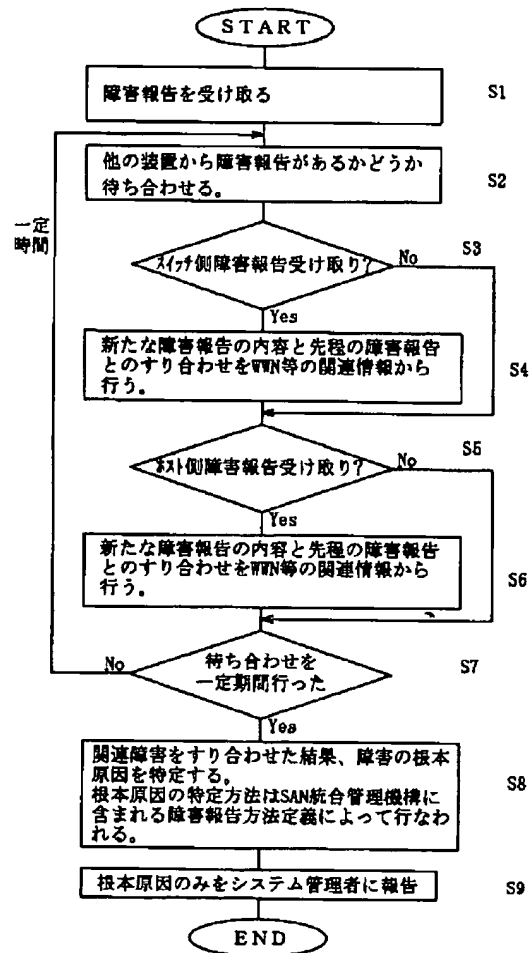 START
障害報告を受け取る
S1
他の装置から障害報告があるかどうか
待ち合わせる。
S2
一定
時間
スイッチ側障害報告受け取り?
No
S3
Yes
新たな障害報告の内容と先程の障害報告
とのすり合わせをWWN等の関連情報から
行う。
S4
ホスト側障害報告受け取り?
No
S5
Yes
新たな障害報告の内容と先程の障害報告
とのすり合わせをWWN等の関連情報から
行う。
S6
No
待ち合わせを
一定期間行った
S7
Yes
関連障害をすり合わせた結果、障害の根本
原因を特定する。
根本原因の特定方法はSAN統合管理機構に
含まれる障害報告方法定義によって行なわ
れる。
S8
根本原因のみをシステム管理者に報告
S9
END